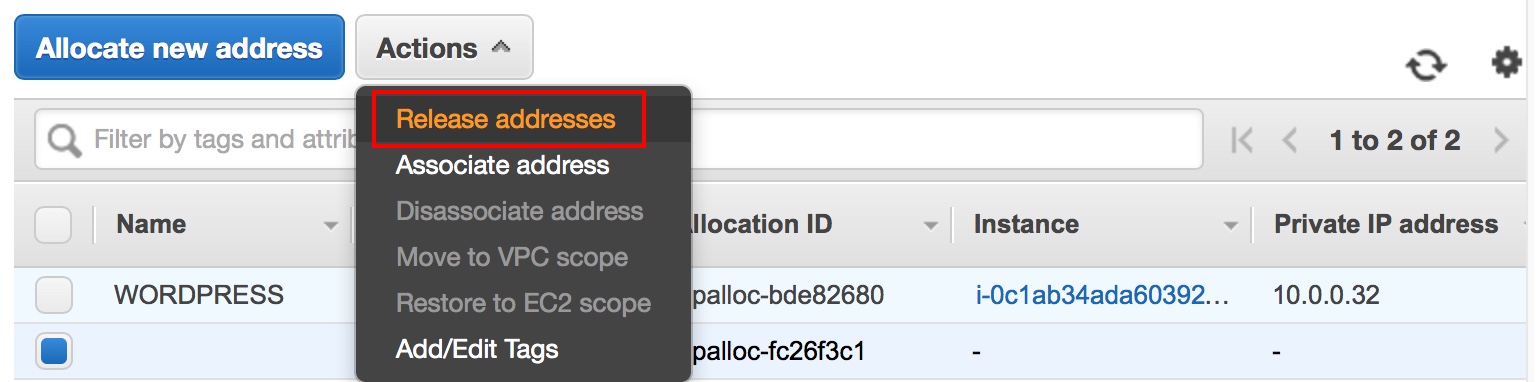 Allocate new address Actions
Release addresses
Filter by tags and attrib 1 to 2 of 2
Associate address
Disassociate address
Name llocation ID Instance Private IP address
Move to VPC scope
WORDPRESS palloc-bde82680 i-0c1ab34ada60392... 10.0.0.32
Restore to EC2 scope
Add/Edit Tags
palloc-fc26f3c1 - -